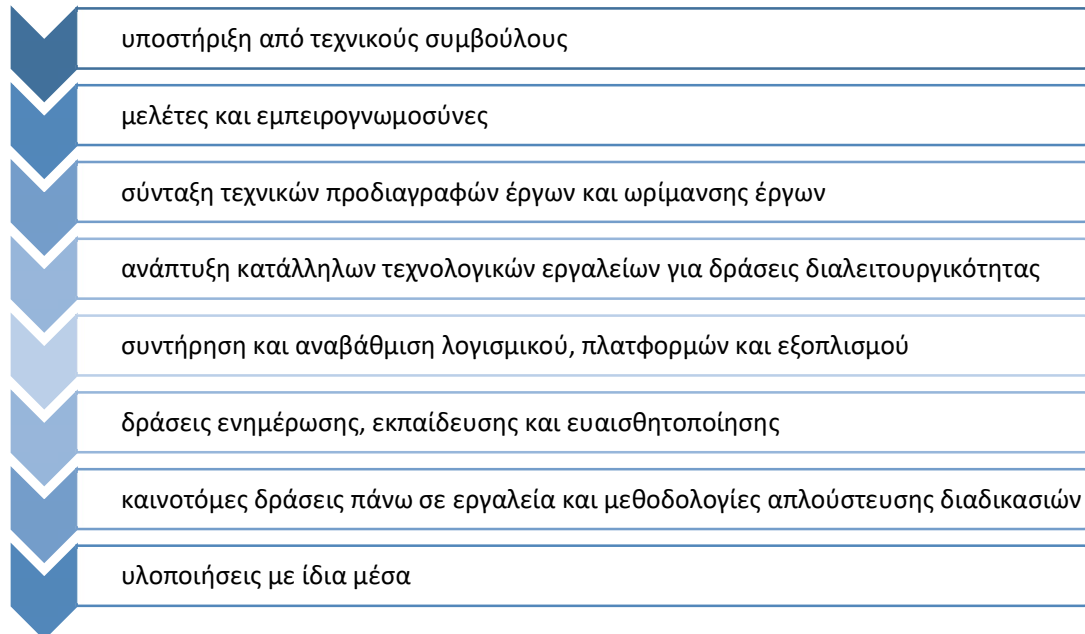 υποστήριξη από τεχνικούς συμβούλους
μελέτες και εμπειρογνωμοσύνες
σύνταξη τεχνικών προδιαγραφών έργων και ωρίμανσης έργων
ανάπτυξη κατάλληλων τεχνολογικών εργαλείων για δράσεις διαλειτουργικότητας
συντήρηση και αναβάθμιση λογισμικού, πλατφορμών και εξοπλισμού
δράσεις ενημέρωσης, εκπαίδευσης και ευαισθητοποίησης
καινοτόμες δράσεις πάνω σε εργαλεία και μεθοδολογίες απλούστευσης διαδικασιών
υλοποιήσεις με ίδια μέσα